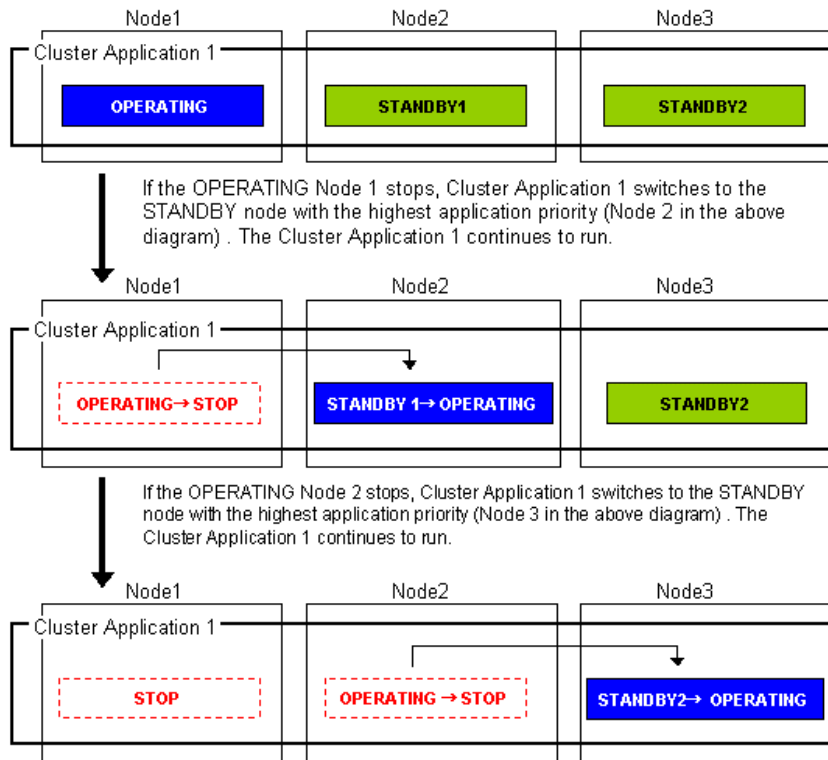 Node1 Node2 Node3
Cluster Application 1
OPERATING STANDBY1 STANDBY2
If the OPERATING Node 1 stops, Cluster Application 1 switches to the
STANDBY node with the highest application priority (Node 2 in the above
diagram) . The Cluster Application 1 continues to run.
Node1 Node2 Node3
Cluster Application 1
OPERATING→STOP STANDBY 1→OPERATING STANDBY2
If the OPERATING Node 2 stops, Cluster Application 1 switches to the STANDBY
node with the highest application priority (Node 3 in the above diagram) . The
Cluster Application 1 continues to run.
Node1 Node2 Node3
Cluster Application 1
STOP OPERATING →STOP STANDBY2→ OPERATING